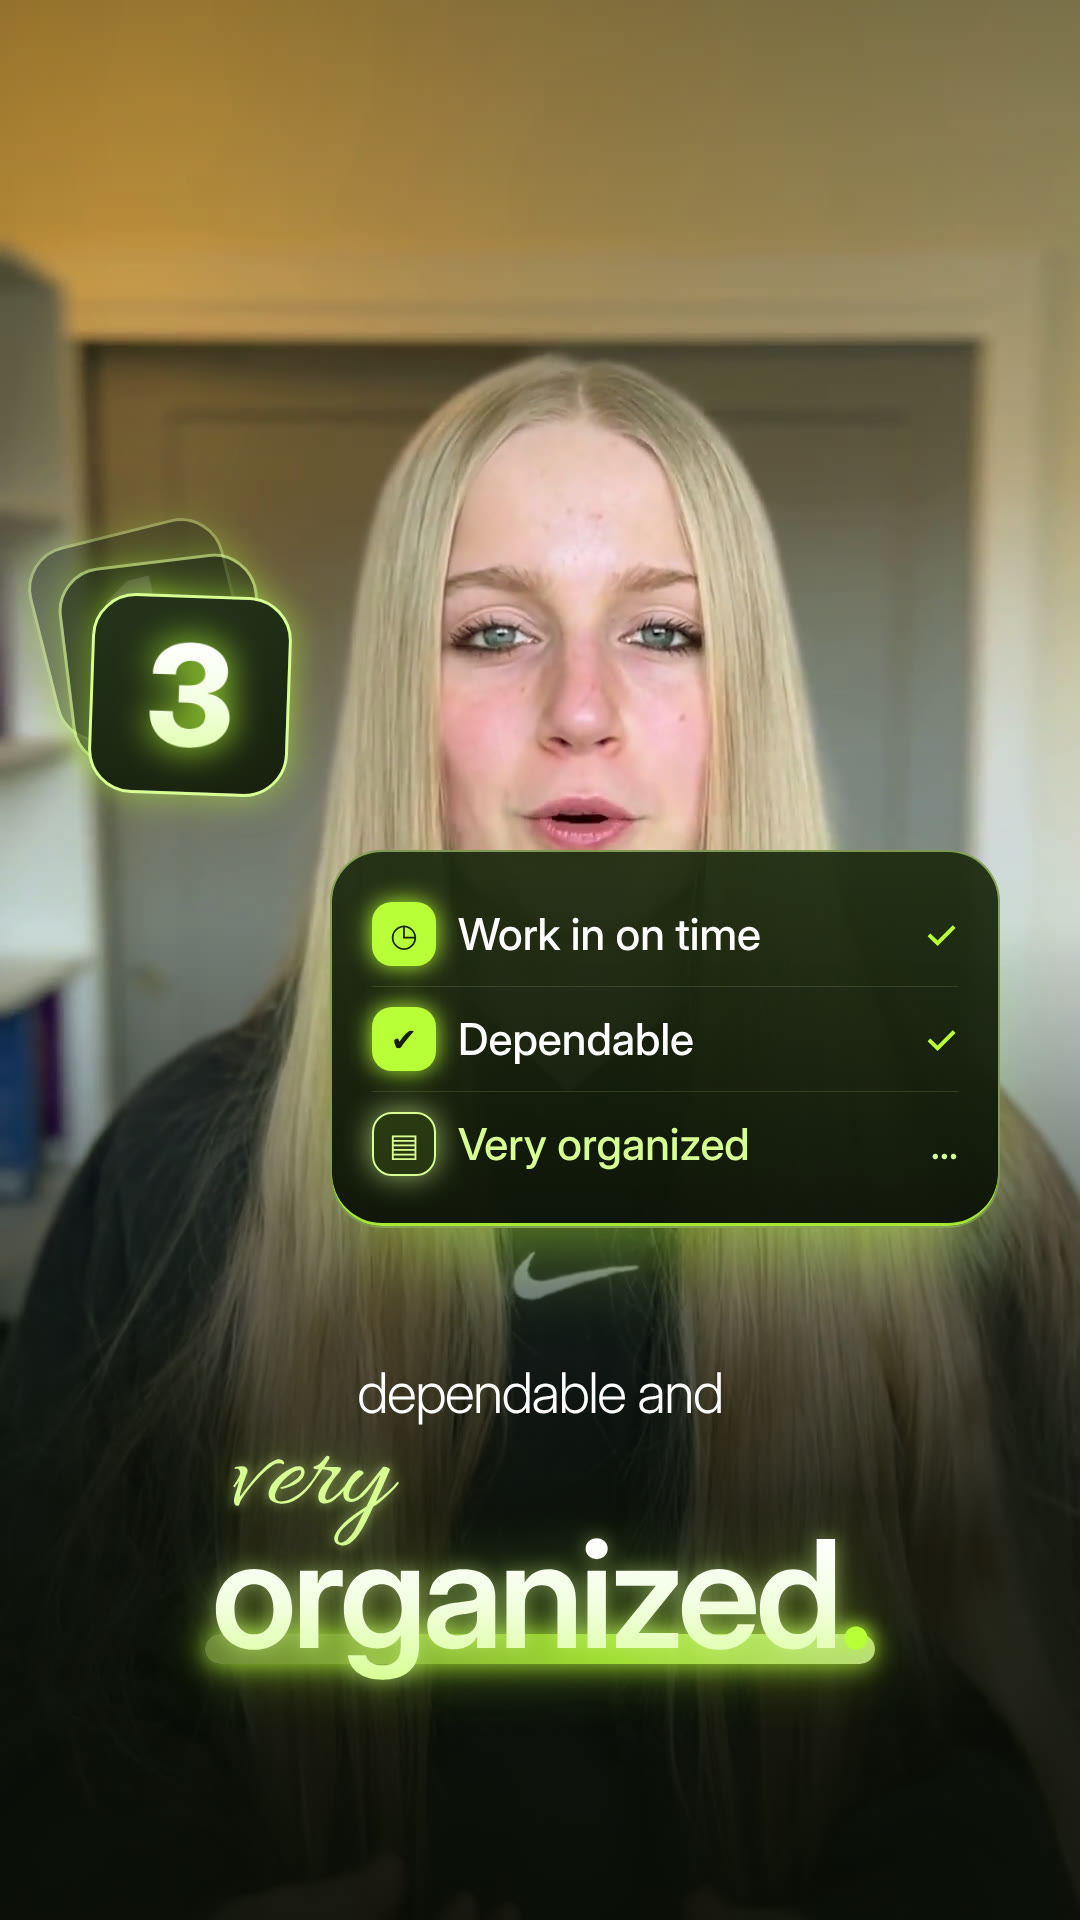 3
Work in on time
Dependable
Very organized ...
dependable and
very
organized.